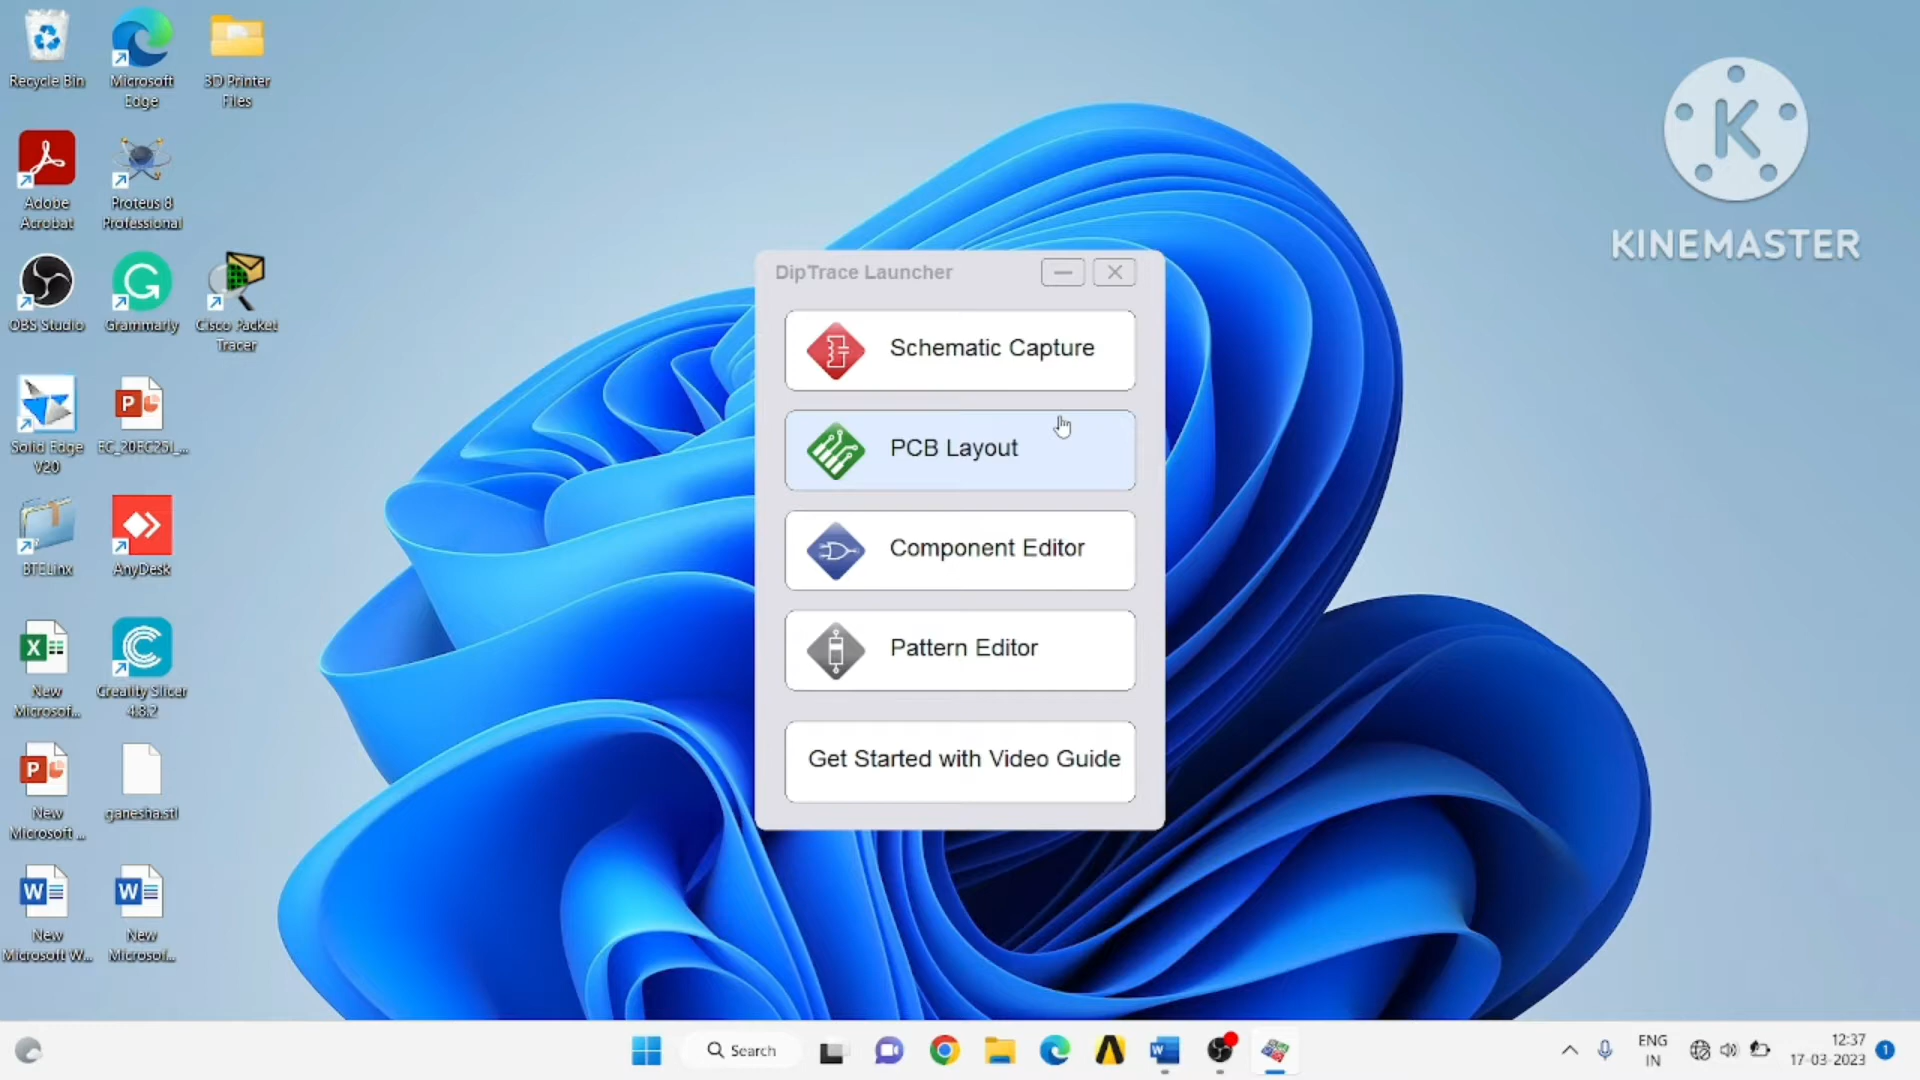 Recycle Bin
Microsoft
Edge
3D Printer
Files
Adobe
Acrobat
Proteus 8
Professional
OBS Studio
Grammarly
Cisco Packet
Tracer
Solid Edge
V20
EC_20EC25I_...
BTELinx
AnyDesk
New
Microsof...
Creality Slicer
4.8.2
New
Microsoft ...
ganesha.stl
New
Microsoft W...
New
Microsof...
KINEMASTER
DipTrace Launcher
Schematic Capture
PCB Layout
Component Editor
Pattern Editor
Get Started with Video Guide
Search
ENG
IN
12:37
17-03-2023
1